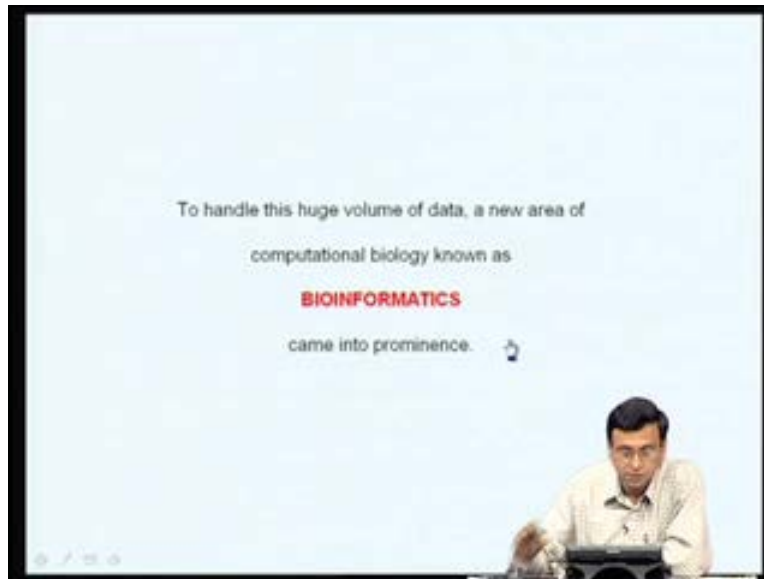 To handle this huge volume of data, a new area of
computational biology known as
BIOINFORMATICS
came into prominence.